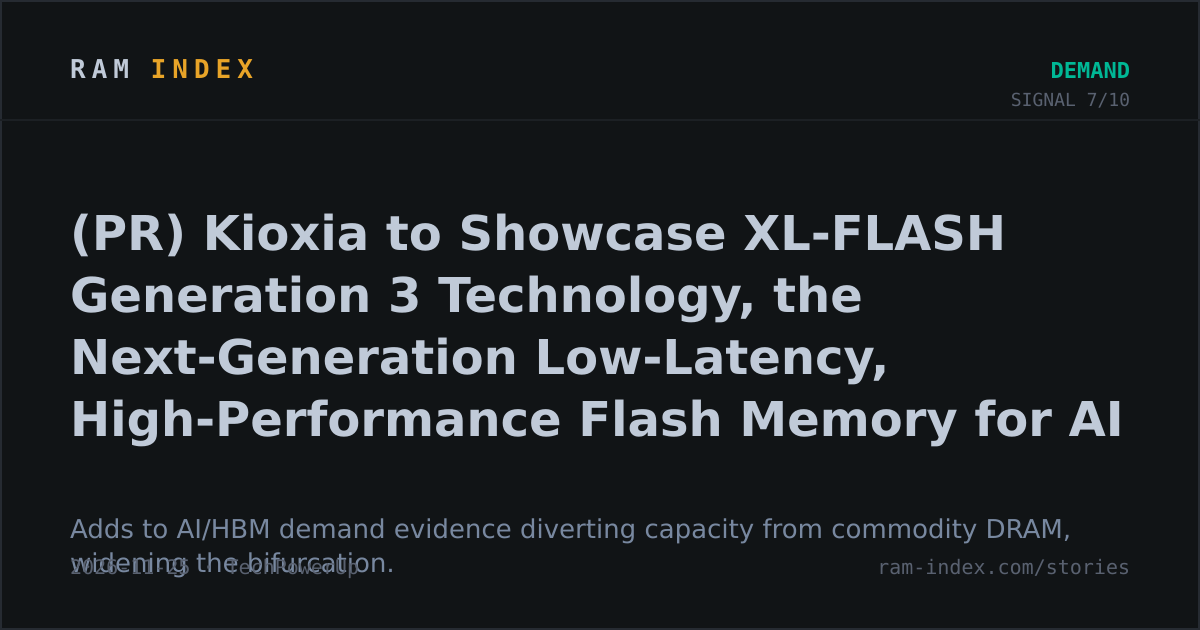 RAM INDEX
DEMAND
SIGNAL 7/10
(PR) Kioxia to Showcase XL-FLASH
Generation 3 Technology, the
Next-Generation Low-Latency,
High-Performance Flash Memory for AI
Adds to AI/HBM demand evidence diverting capacity from commodity DRAM,
widening the bifurcation.
TechPowerUp
ram-index.com/stories